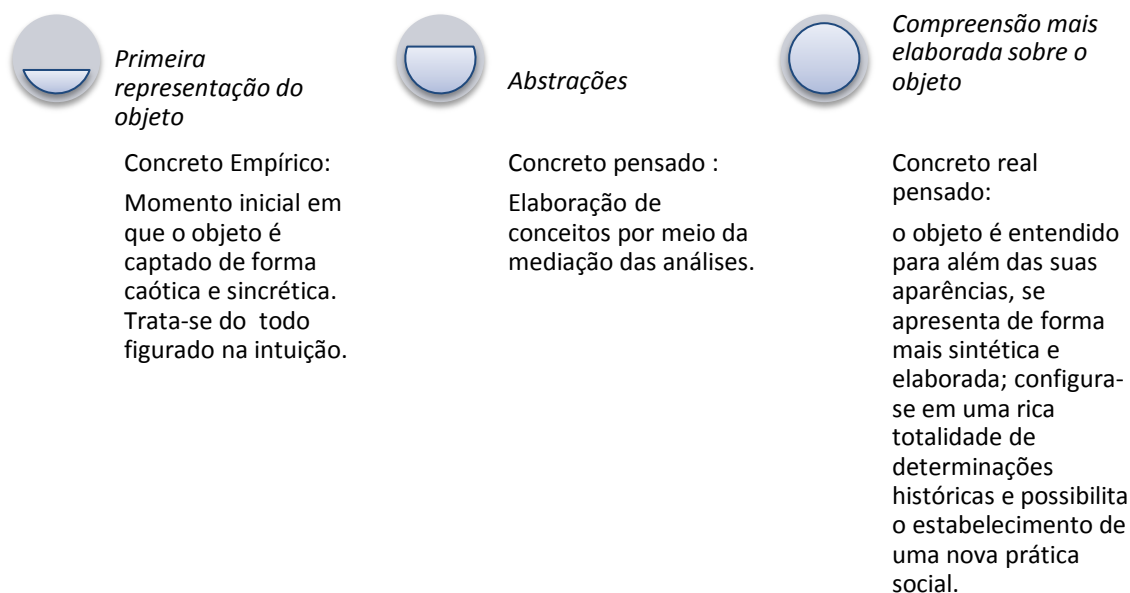 Primeira
representação do
objeto
Concreto Empírico:
Momento inicial em
que o objeto é
captado de forma
caótica e sincrética.
Trata-se do todo
figurado na intuição.
Abstrações
Concreto pensado :
Elaboração de
conceitos por meio da
mediação das análises.
Compreensão mais
elaborada sobre o
objeto
Concreto real
pensado:
o objeto é entendido
para além das suas
aparências, se
apresenta de forma
mais sintética e
elaborada; configura-
se em uma rica
totalidade de
determinações
históricas e possibilita
o estabelecimento de
uma nova prática
social.